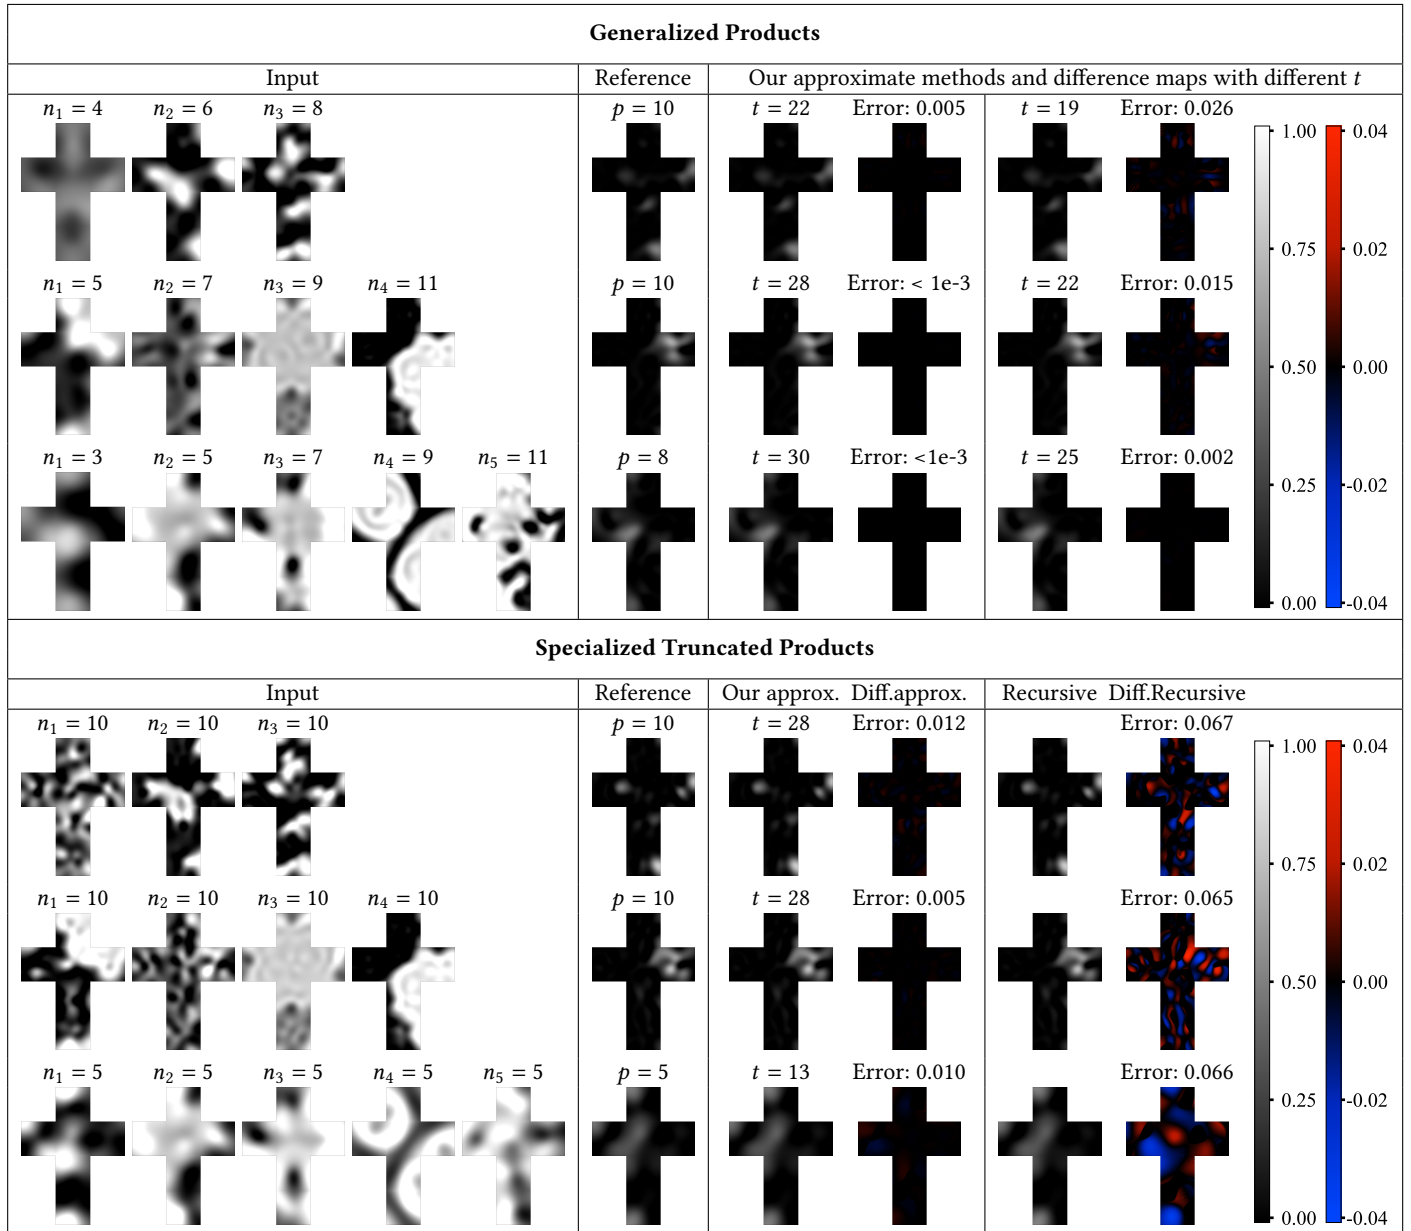 Generalized Products
Input Reference Our approximate methods and difference maps with different t
n₁ = 4 n₂ = 6 n₃ = 8 p = 10 t = 22 Error: 0.005 t = 19 Error: 0.026
1.00 0.04
0.75 0.02
n₁ = 5 n₂ = 7 n₃ = 9 n₄ = 11 p = 10 t = 28 Error: < 1e-3 t = 22 Error: 0.015
0.50 0.00
n₁ = 3 n₂ = 5 n₃ = 7 n₄ = 9 n₅ = 11 p = 8 t = 30 Error: <1e-3 t = 25 Error: 0.002
0.25 -0.02
0.00 -0.04
Specialized Truncated Products
Input Reference Our approx. Diff.approx. Recursive Diff.Recursive
n₁ = 10 n₂ = 10 n₃ = 10 p = 10 t = 28 Error: 0.012 Error: 0.067
1.00 0.04
0.75 0.02
n₁ = 10 n₂ = 10 n₃ = 10 n₄ = 10 p = 10 t = 28 Error: 0.005 Error: 0.065
0.50 0.00
n₁ = 5 n₂ = 5 n₃ = 5 n₄ = 5 n₅ = 5 p = 5 t = 13 Error: 0.010 Error: 0.066
0.25 -0.02
0.00 -0.04